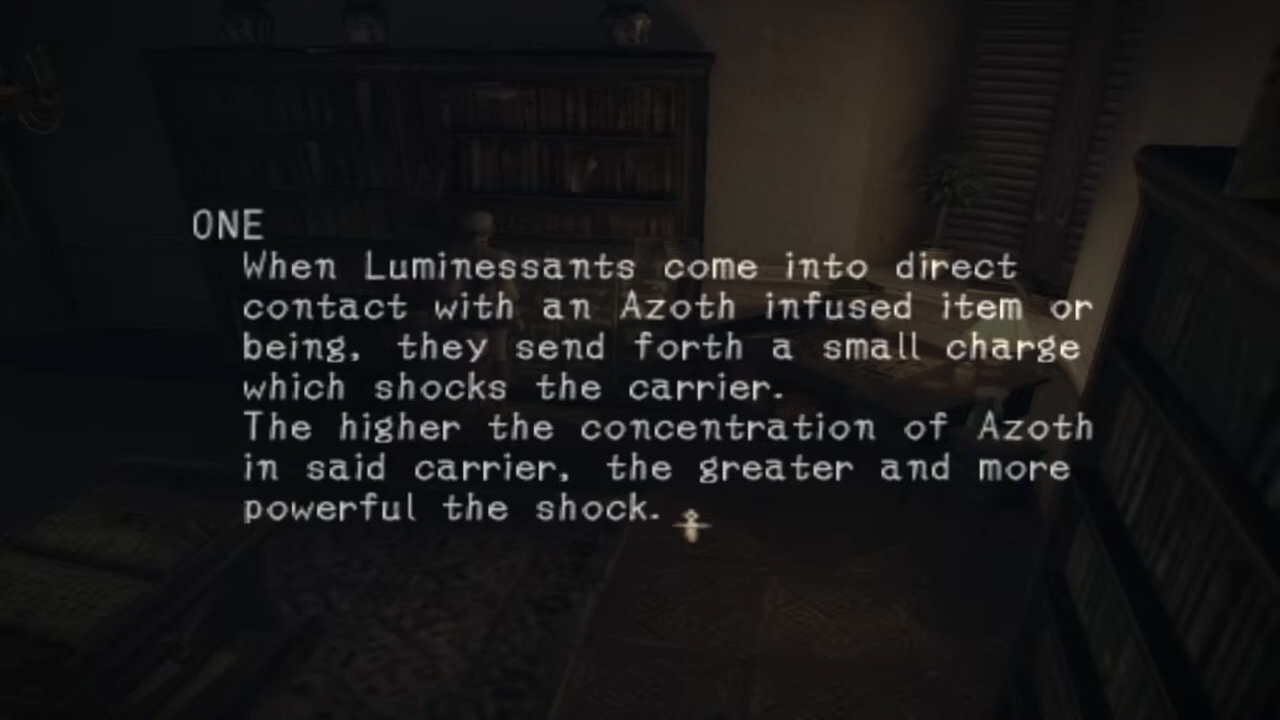 ONE
When Luminessants come into direct
contact with an Azoth infused item or
being, they send forth a small charge
which shocks the carrier.
The higher the concentration of Azoth
in said carrier, the greater and more
powerful the shock.